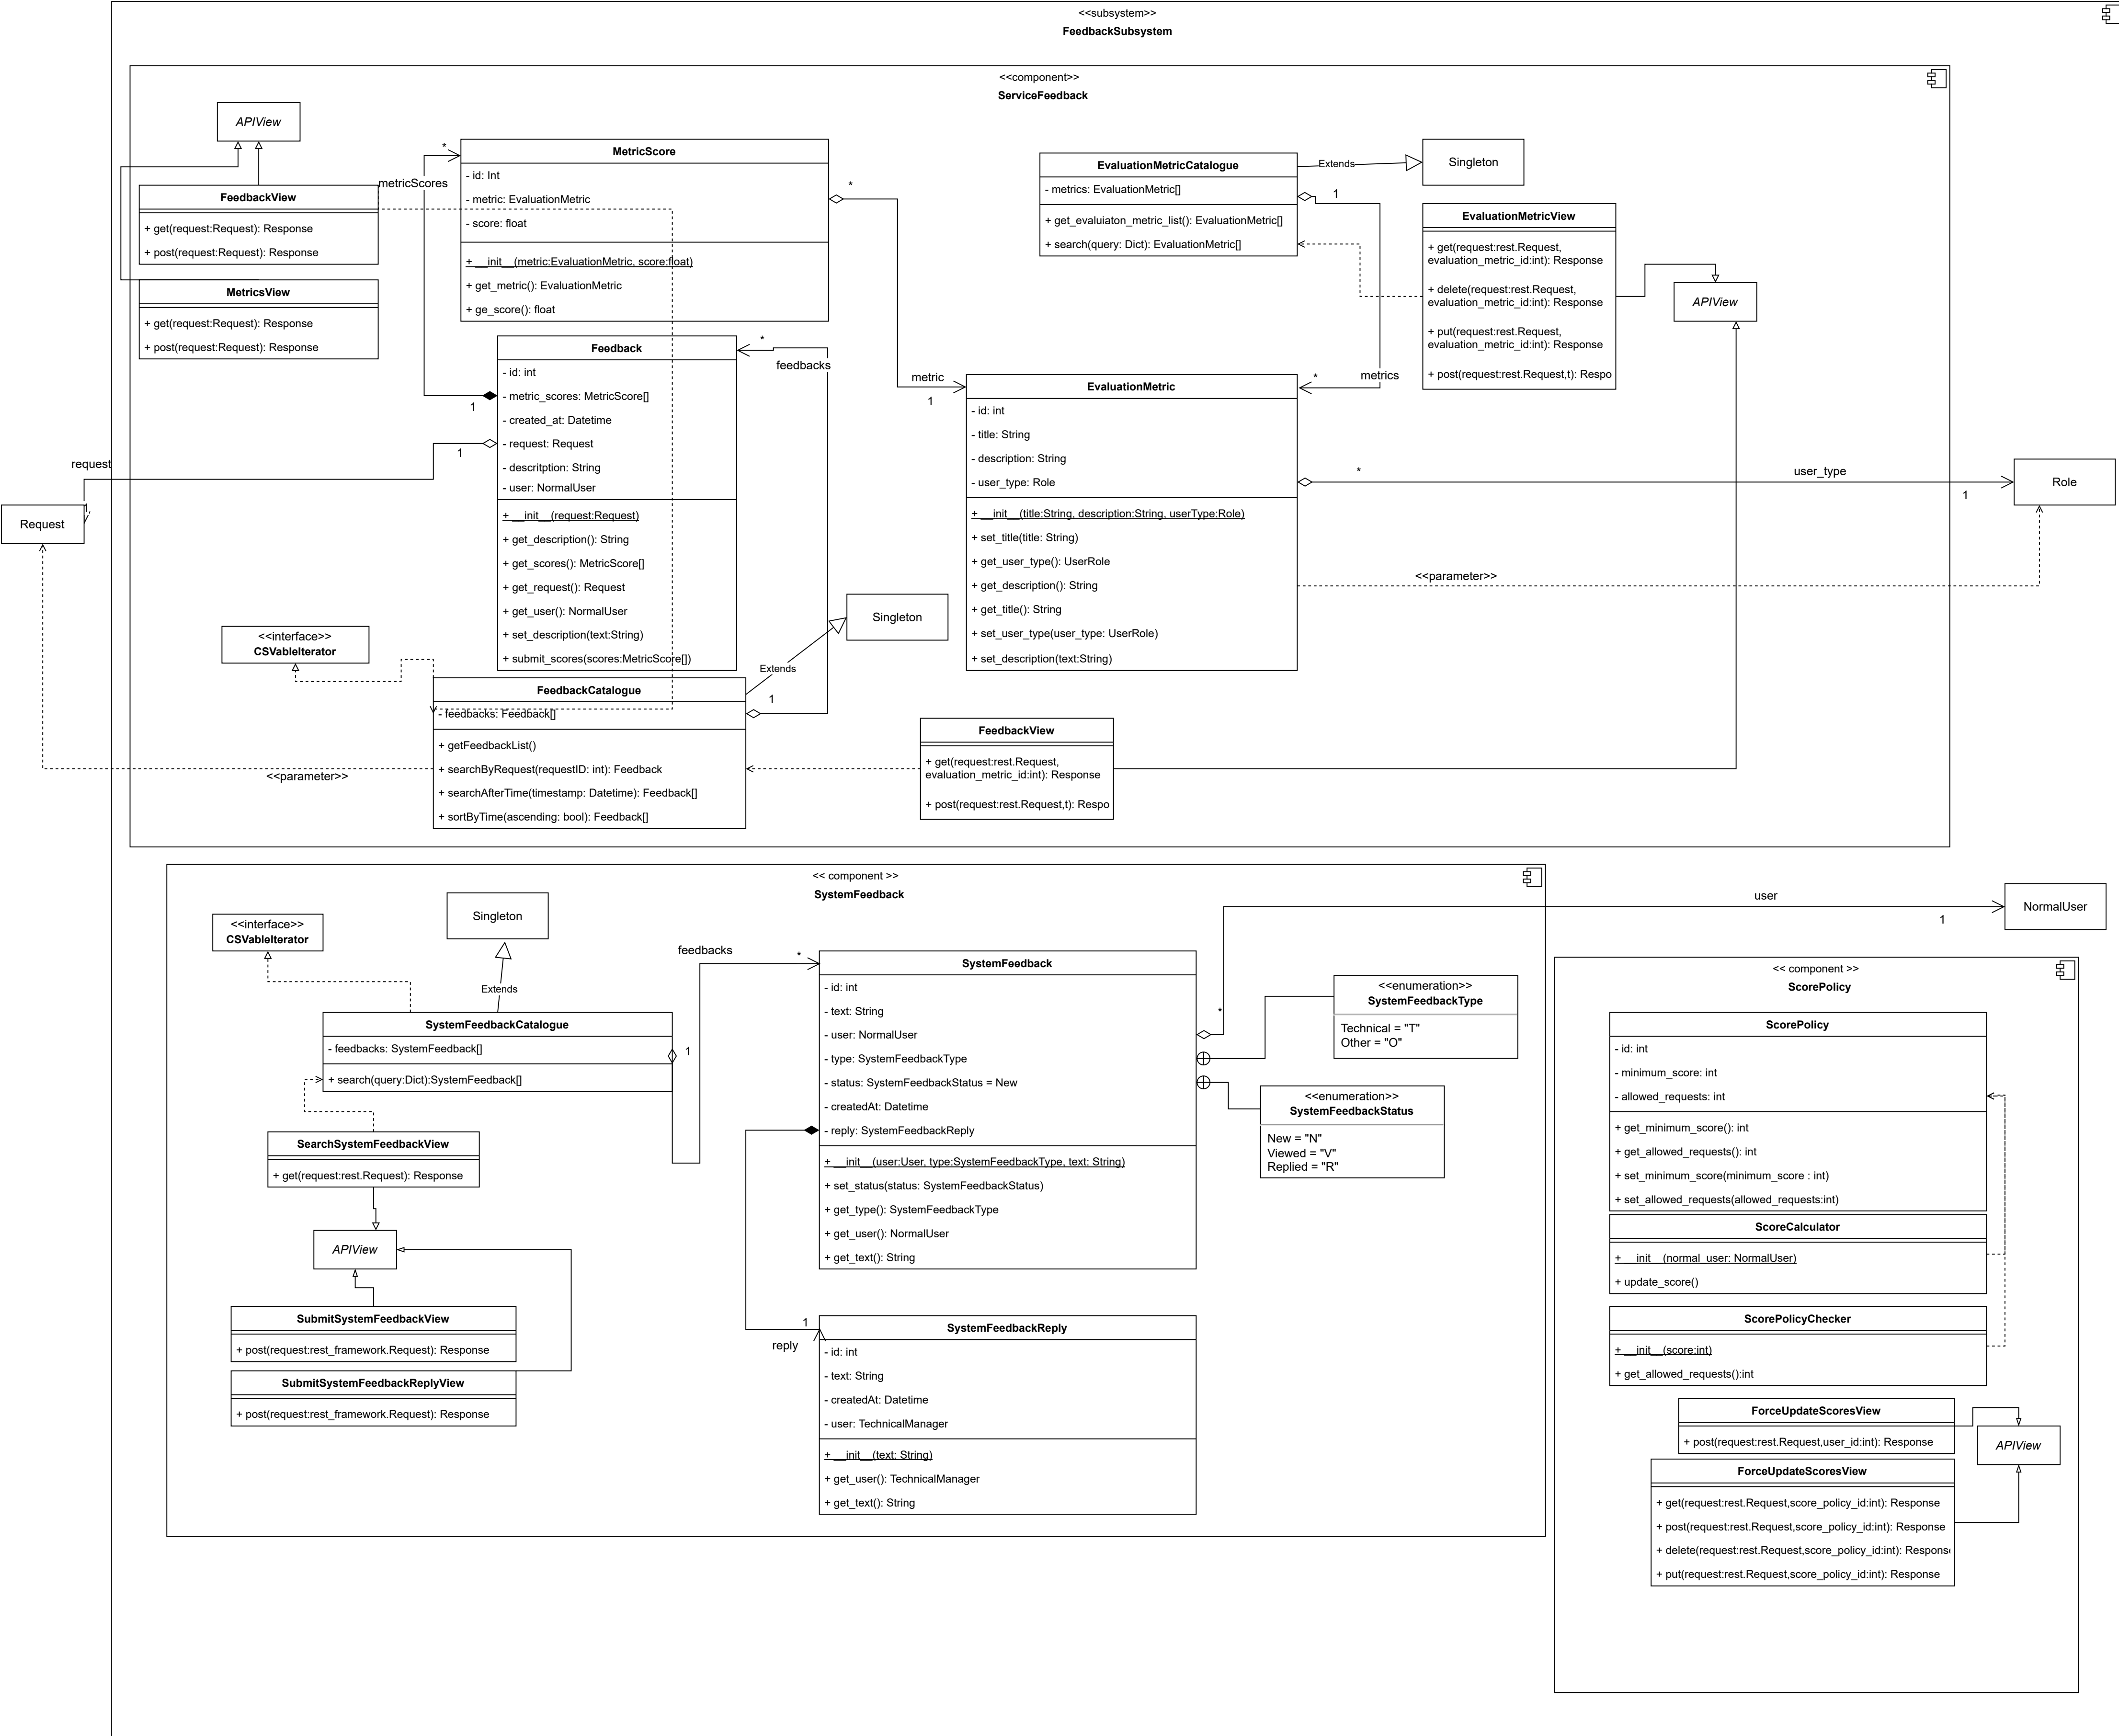 <<subsystem>>
FeedbackSubsystem
<<component>>
ServiceFeedback
APIView
FeedbackView
+ get(request:Request): Response
+ post(request:Request): Response
MetricsView
+ get(request:Request): Response
+ post(request:Request): Response
metricScores
*
MetricScore
- id: Int
- metric: EvaluationMetric
- score: float
+ __init__(metric:EvaluationMetric, score:float)
+ get_metric(): EvaluationMetric
+ ge_score(): float
*
metric
1
EvaluationMetricCatalogue
- metrics: EvaluationMetric[]
+ get_evaluiaton_metric_list(): EvaluationMetric[]
+ search(query: Dict): EvaluationMetric[]
Extends
Singleton
1
*
metrics
EvaluationMetricView
+ get(request:rest.Request,
evaluation_metric_id:int): Response
+ delete(request:rest.Request,
evaluation_metric_id:int): Response
+ put(request:rest.Request,
evaluation_metric_id:int): Response
+ post(request:rest.Request,t): Respo
APIView
Feedback
- id: int
- metric_scores: MetricScore[]
- created_at: Datetime
- request: Request
- descritption: String
- user: NormalUser
+ __init__(request:Request)
+ get_description(): String
+ get_scores(): MetricScore[]
+ get_request(): Request
+ get_user(): NormalUser
+ set_description(text:String)
+ submit_scores(scores:MetricScore[])
*
feedbacks
1
1
request
1
Request
EvaluationMetric
- id: int
- title: String
- description: String
- user_type: Role
+ __init__(title:String, description:String, userType:Role)
+ set_title(title: String)
+ get_user_type(): UserRole
+ get_description(): String
+ get_title(): String
+ set_user_type(user_type: UserRole)
+ set_description(text:String)
*
user_type
1
Role
<<parameter>>
Singleton
Extends
<<interface>>
CSVableIterator
FeedbackCatalogue
- feedbacks: Feedback[]
+ getFeedbackList()
+ searchByRequest(requestID: int): Feedback
+ searchAfterTime(timestamp: Datetime): Feedback[]
+ sortByTime(ascending: bool): Feedback[]
1
<<parameter>>
FeedbackView
+ get(request:rest.Request,
evaluation_metric_id:int): Response
+ post(request:rest.Request,t): Respo
<< component >>
SystemFeedback
<<interface>>
CSVableIterator
Singleton
Extends
SystemFeedbackCatalogue
- feedbacks: SystemFeedback[]
+ search(query:Dict):SystemFeedback[]
1
feedbacks
*
SearchSystemFeedbackView
+ get(request:rest.Request): Response
APIView
SubmitSystemFeedbackView
+ post(request:rest_framework.Request): Response
SubmitSystemFeedbackReplyView
+ post(request:rest_framework.Request): Response
SystemFeedback
- id: int
- text: String
- user: NormalUser
- type: SystemFeedbackType
- status: SystemFeedbackStatus = New
- createdAt: Datetime
- reply: SystemFeedbackReply
+ __init__(user:User, type:SystemFeedbackType, text: String)
+ set_status(status: SystemFeedbackStatus)
+ get_type(): SystemFeedbackType
+ get_user(): NormalUser
+ get_text(): String
*
user
1
NormalUser
<<enumeration>>
SystemFeedbackType
Technical = "T"
Other = "O"
<<enumeration>>
SystemFeedbackStatus
New = "N"
Viewed = "V"
Replied = "R"
1
reply
SystemFeedbackReply
- id: int
- text: String
- createdAt: Datetime
- user: TechnicalManager
+ __init__(text: String)
+ get_user(): TechnicalManager
+ get_text(): String
<< component >>
ScorePolicy
ScorePolicy
- id: int
- minimum_score: int
- allowed_requests: int
+ get_minimum_score(): int
+ get_allowed_requests(): int
+ set_minimum_score(minimum_score : int)
+ set_allowed_requests(allowed_requests:int)
ScoreCalculator
+ __init__(normal_user: NormalUser)
+ update_score()
ScorePolicyChecker
+ __init__(score:int)
+ get_allowed_requests():int
ForceUpdateScoresView
+ post(request:rest.Request,user_id:int): Response
APIView
ForceUpdateScoresView
+ get(request:rest.Request,score_policy_id:int): Response
+ post(request:rest.Request,score_policy_id:int): Response
+ delete(request:rest.Request,score_policy_id:int): Respons
+ put(request:rest.Request,score_policy_id:int): Response